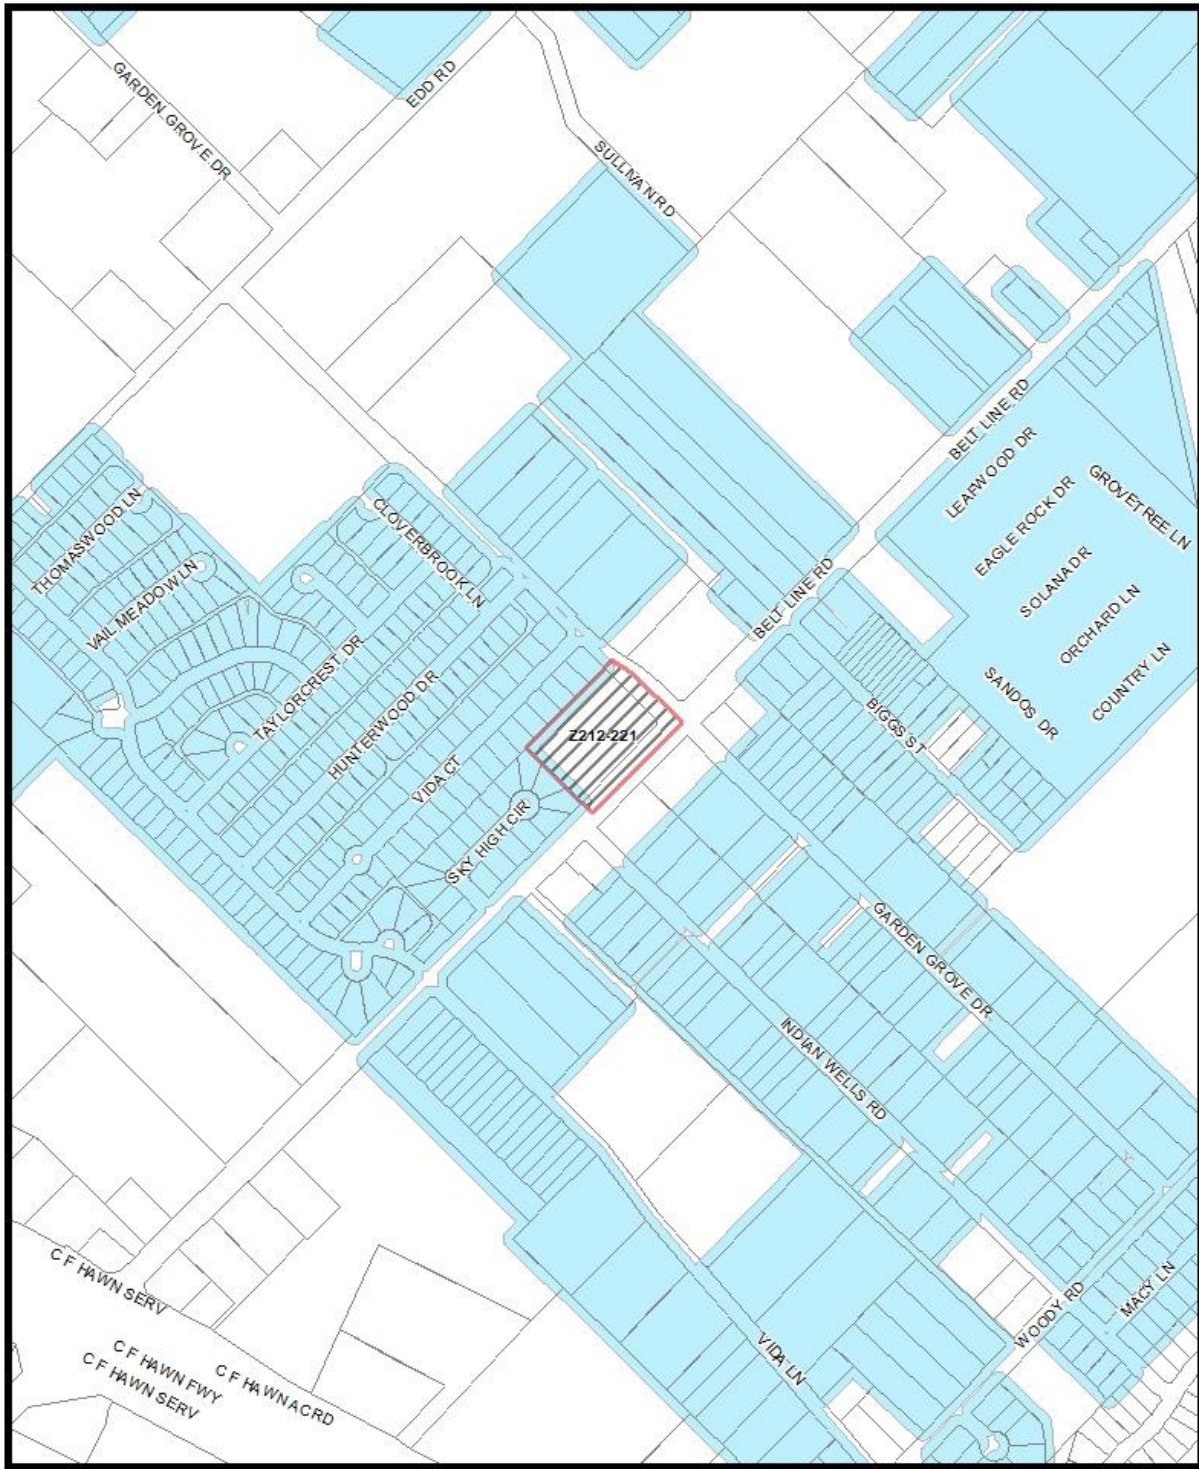 GARDEN GROVE DR
EDD RD
SULLIVAN RD
BELT LINE RD
LEAFWOOD DR
EAGLE ROCK DR
GROVETREE LN
THOMASWOOD LN
CLOVERBROOK LN
VAIL MEADOW LN
SOLANA DR
BELT LINE RD
ORCHARD LN
TAYLORCREST DR
HUNTERWOOD DR
SANDOS DR
COUNTRY LN
BIGGS ST
Z212-221
VIDA CT
SKY HIGH CIR
GARDEN GROVE DR
INDIAN WELLS RD
C F HAWN SERV
MACY LN
WOODY RD
VIDA LN
C F HAWN FWY
C F HAWN SERV
C F HAWN ACRD